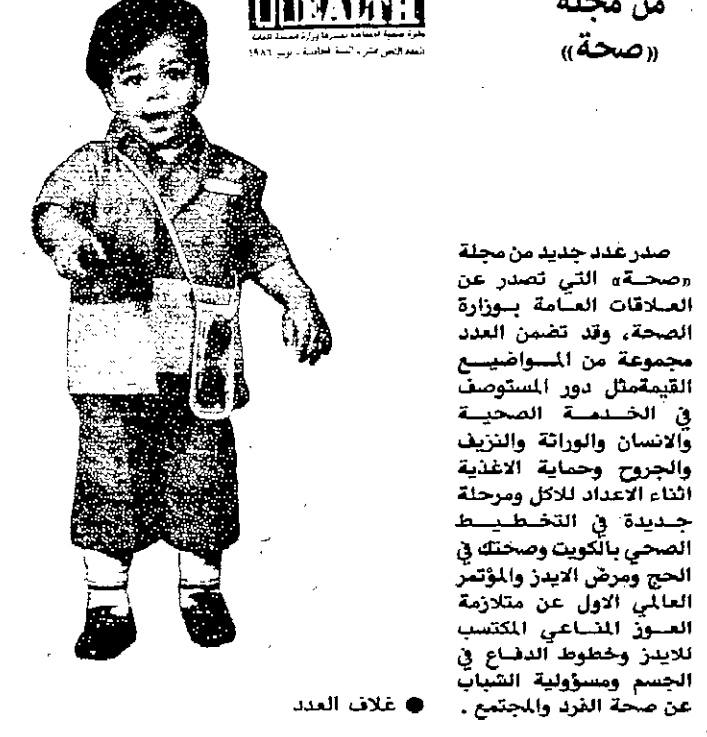 من مجلة
«صحة»
HEALTH
صدر عدد جديد من مجلة
«صحة» التي تصدر عن
العلاقات العامة بوزارة
الصحة، وقد تضمن العدد
مجموعة من المواضيع
القيمةمثل دور المستوصف
في الخدمة الصحية
والانسان والوراثة والنزيف
والجروح وحماية الاغذية
اثناء الاعداد للاكل ومرحلة
جديدة في التخطيط
الصحي بالكويت وصحتك في
الحج ومرض الايدز والمؤتمر
العالمي الاول عن متلازمة
العوز المناعي المكتسب
للايدز وخطوط الدفاع في
الجسم ومسؤولية الشباب
عن صحة الفرد والمجتمع .
● غلاف العدد